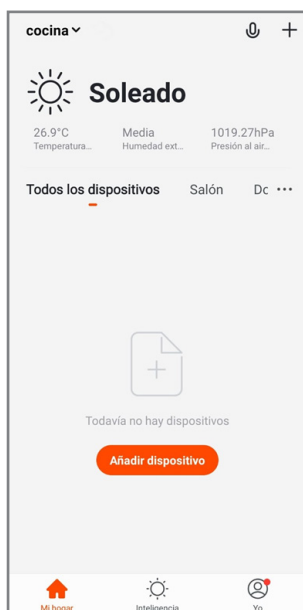 cocina
Soleado
26.9°C Media 1019.27hPa
Temperatura... Humedad ext... Presión al air...
Todos los dispositivos Salón Dc ...
Todavía no hay dispositivos
Añadir dispositivo
Mi hogar Inteligencia Yo